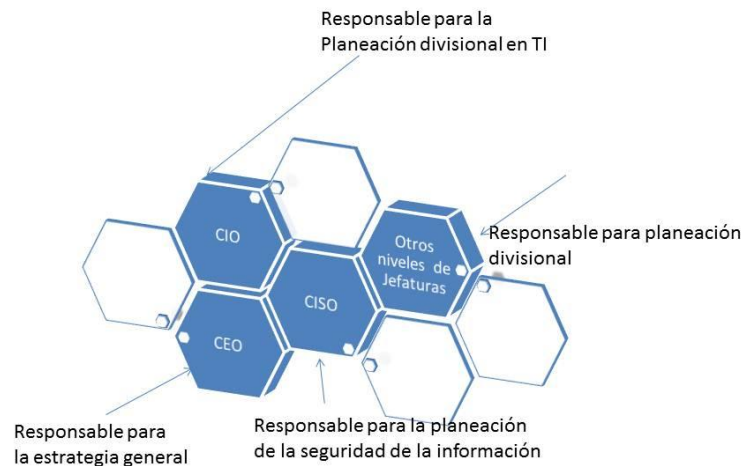 Responsable para la
Planeación divisional en TI
CIO
Otros
niveles de
Jefaturas
Responsable para planeación
divisional
CISO
CEO
Responsable para
la estrategia general
Responsable para la planeación
de la seguridad de la información